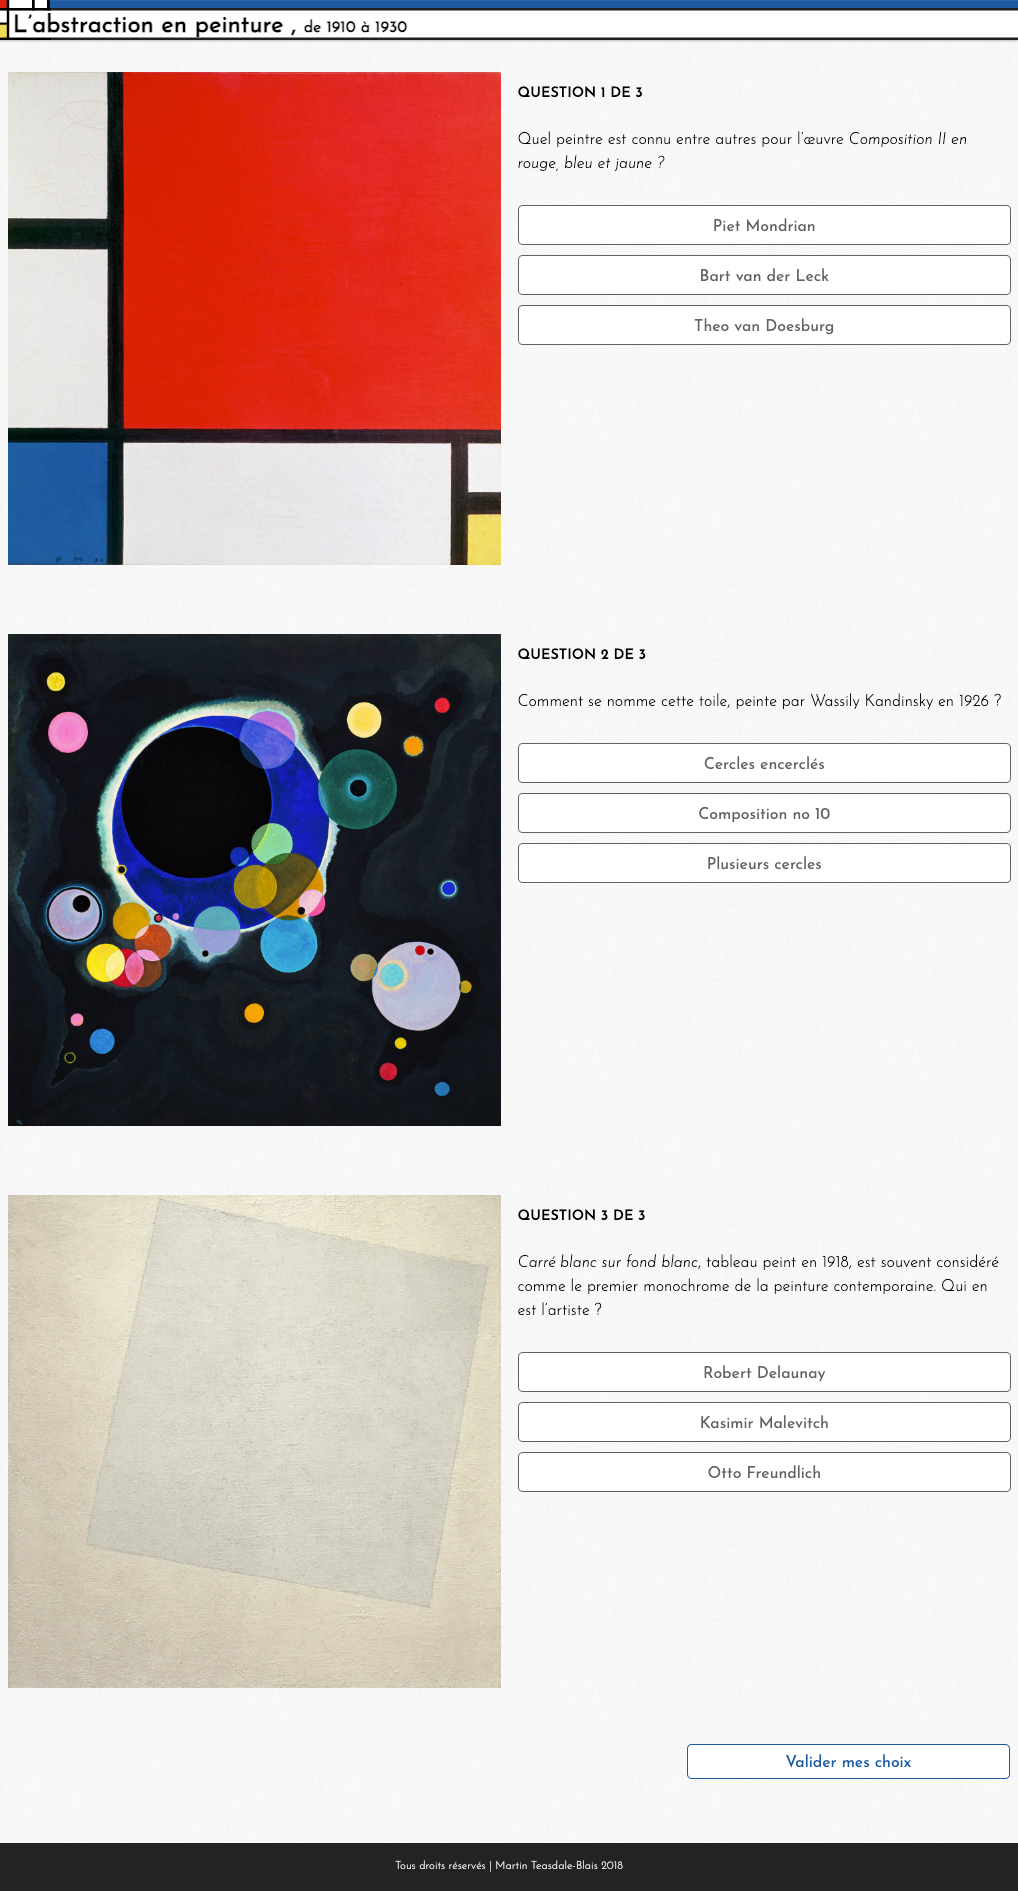 L'abstraction en peinture , de 1910 à 1930
QUESTION 1 DE 3
Quel peintre est connu entre autres pour l'œuvre Composition II en
rouge, bleu et jaune ?
Piet Mondrian
Bart van der Leck
Theo van Doesburg
P M
QUESTION 2 DE 3
Comment se nomme cette toile, peinte par Wassily Kandinsky en 1926 ?
Cercles encerclés
Composition no 10
Plusieurs cercles
QUESTION 3 DE 3
Carré blanc sur fond blanc, tableau peint en 1918, est souvent considéré
comme le premier monochrome de la peinture contemporaine. Qui en
est l'artiste ?
Robert Delaunay
Kasimir Malevitch
Otto Freundlich
Valider mes choix
Tous droits réservés | Martin Teasdale-Blais 2018